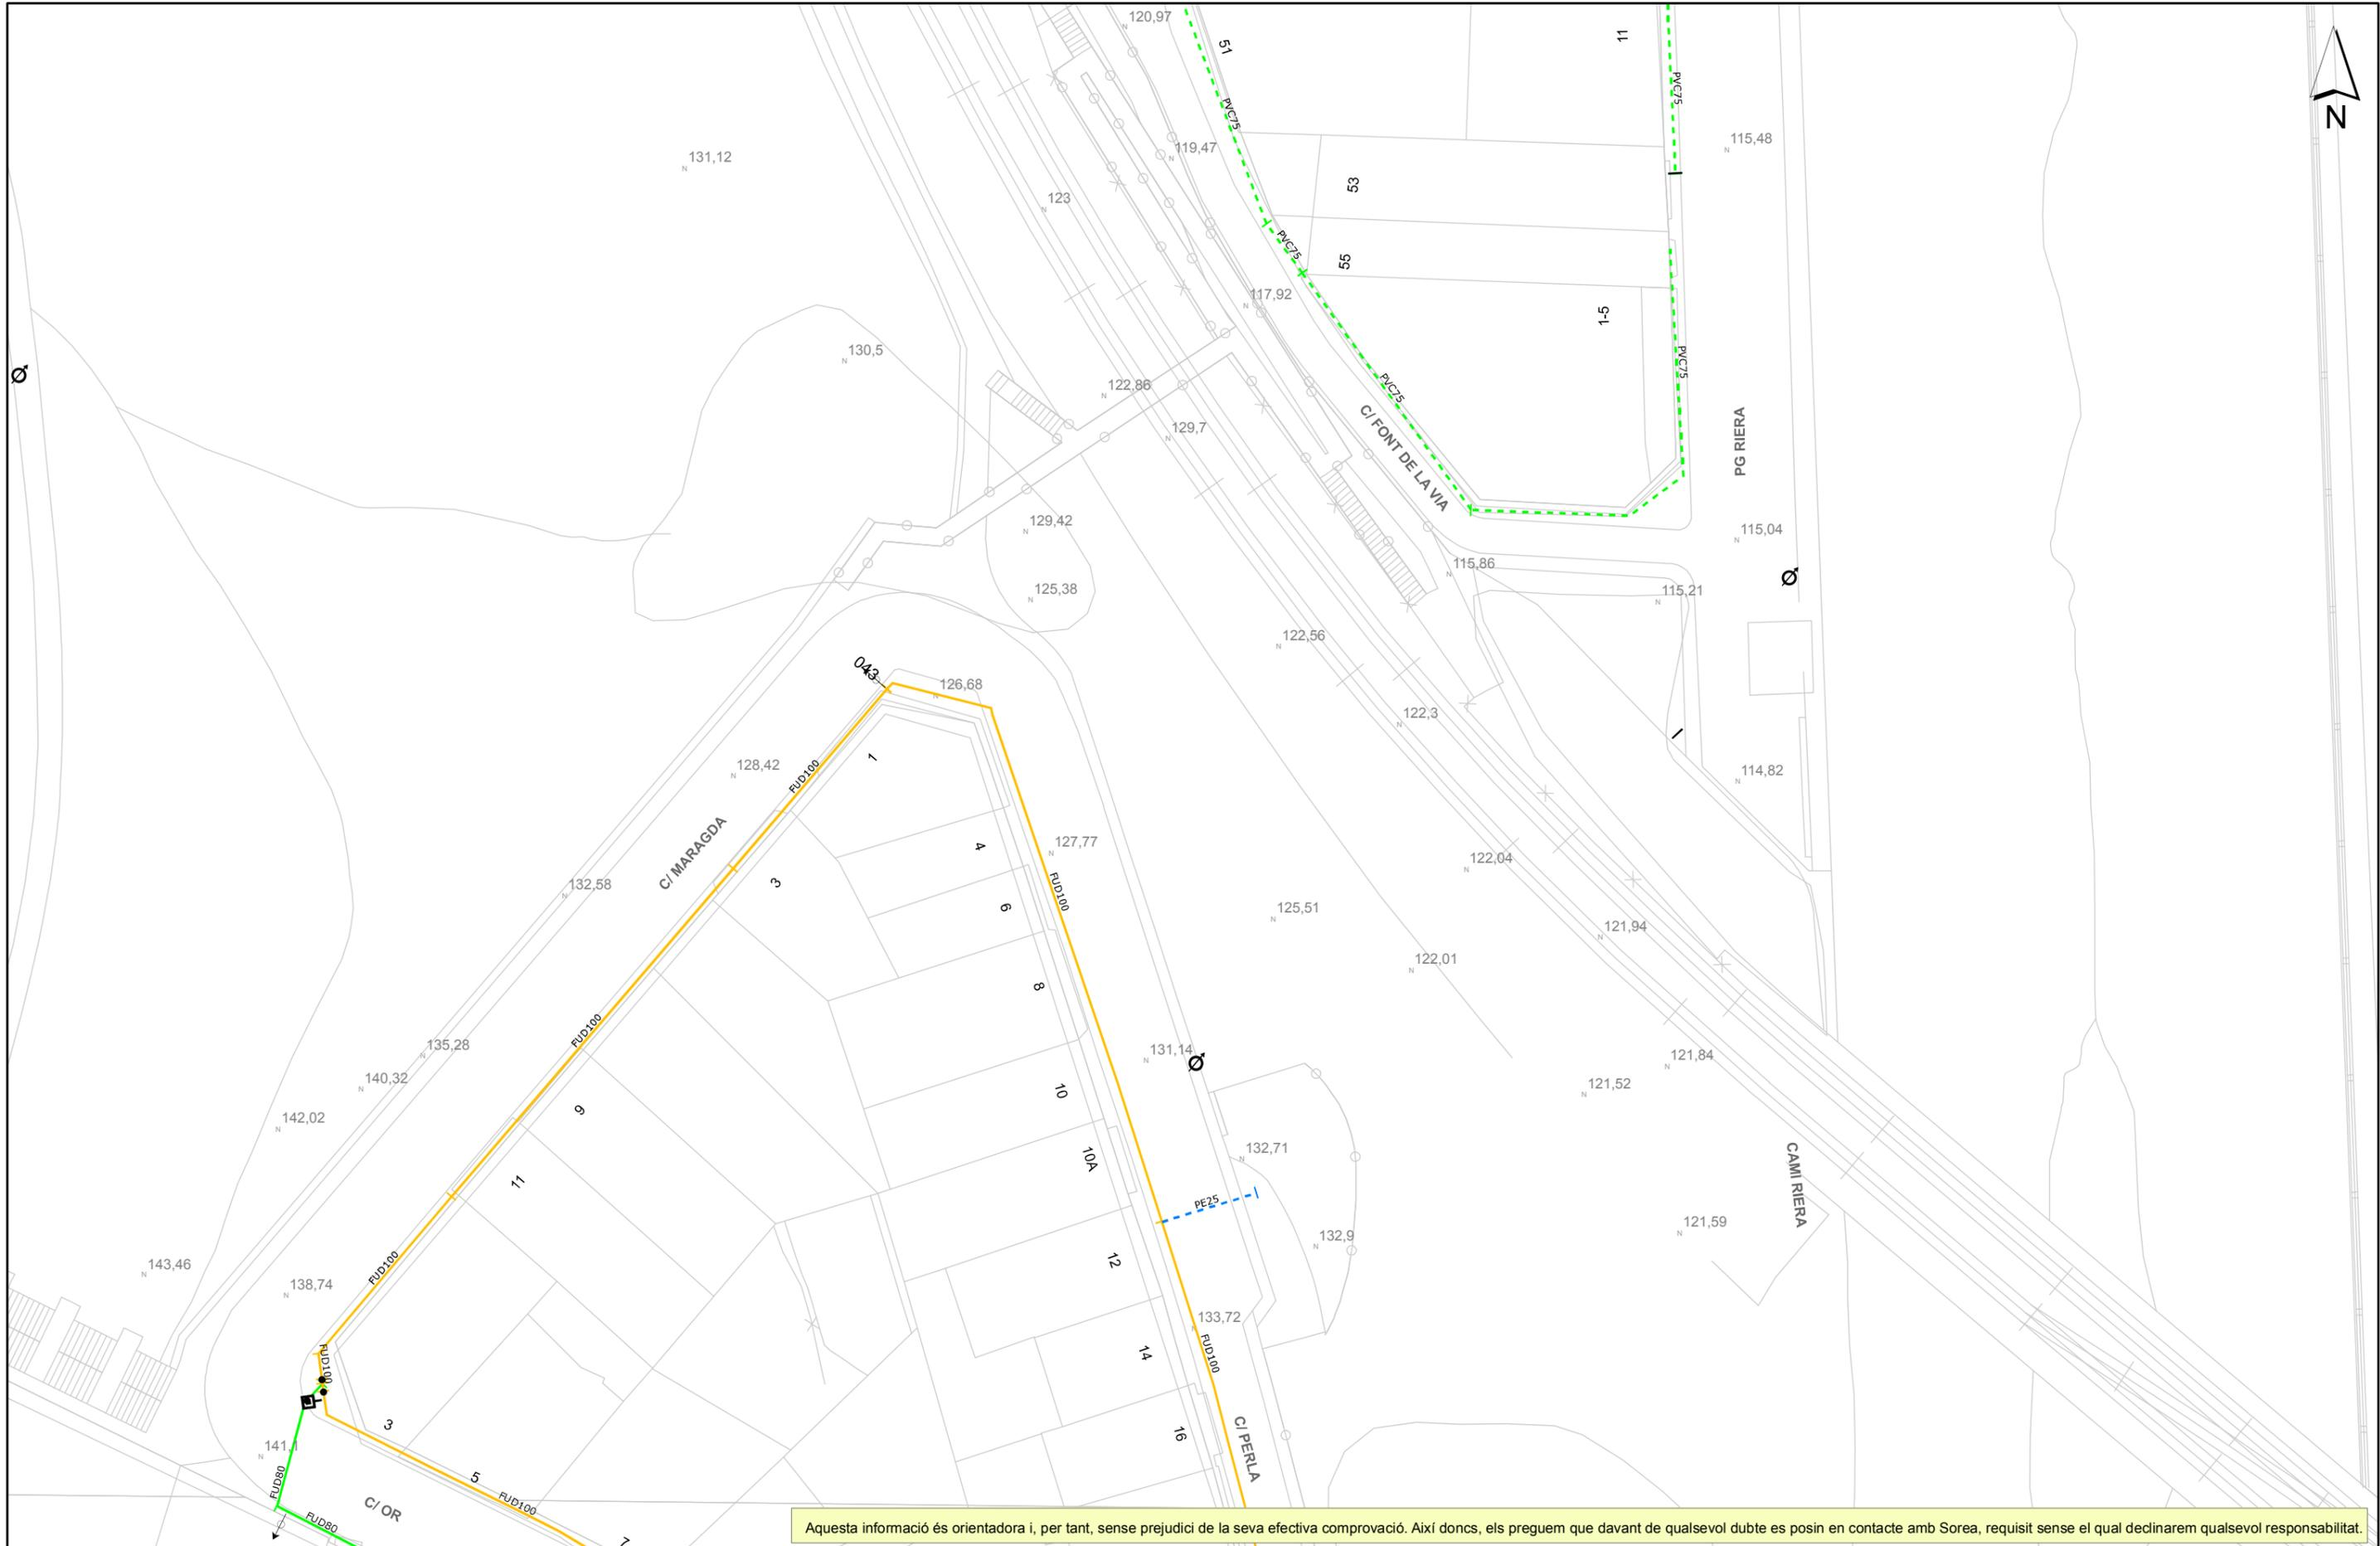 120,97
51
11
PVC75
PVC75
N
131,12
119,47
115,48
123
53
PVC75
55
117,92
1-5
130,5
PVC75
122,86
PVC75
129,7
C/ FONT DE LA VIA
PG RIERA
129,42
115,04
115,86
125,38
115,21
122,56
043
126,68
122,3
128,42
FUD100
1
114,82
C/ MARAGDA
4
127,77
122,04
132,58
3
FUD100
6
125,51
121,94
122,01
8
FUD100
135,28
131,14
121,84
140,32
10
121,52
9
142,02
10A
132,71
11
CAMI RIERA
PE25
121,59
132,9
143,46
FUD100
12
138,74
133,72
FUD100
FUD100
14
3
16
C/ PERLA
141,1
5
FUD80
FUD100
C/ OR
FUD80
7
Aquesta informació és orientadora i, per tant, sense prejudici de la seva efectiva comprovació. Així doncs, els preguem que davant de qualsevol dubte es posin en contacte amb Sorea, requisit sense el qual declinarem qualsevol responsabilitat.